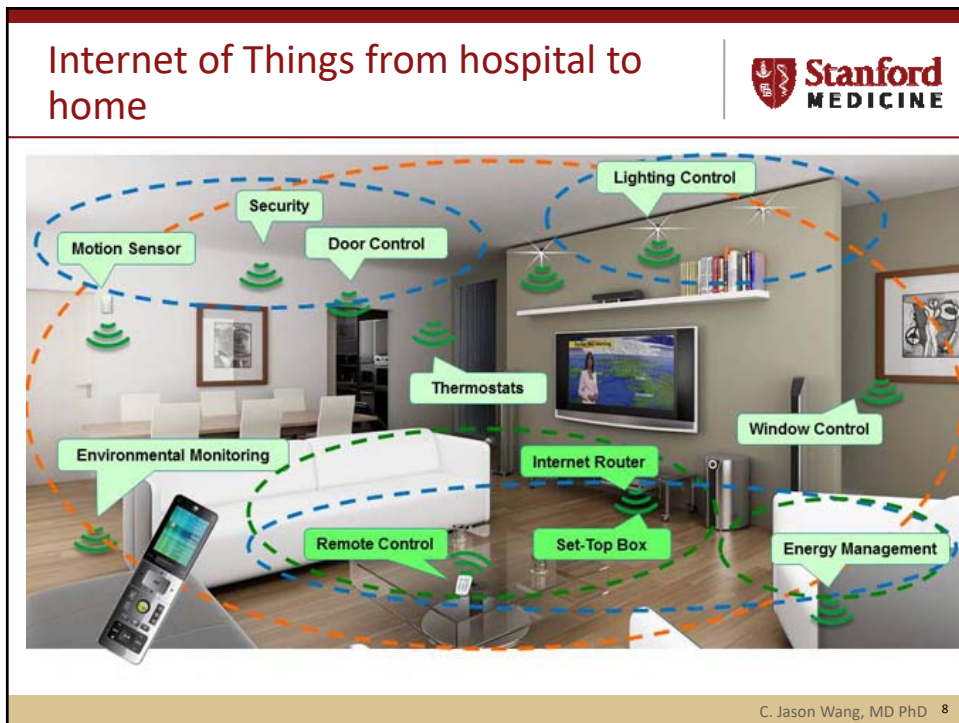 Internet of Things from hospital to
home
Stanford
MEDICINE
Lighting Control
Security
Motion Sensor
Door Control
Thermostats
Window Control
Environmental Monitoring
Internet Router
Remote Control
Set-Top Box
Energy Management
C. Jason Wang, MD PhD 8